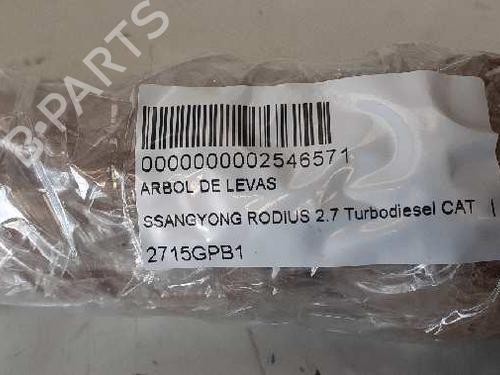 B-PARTS
0000000002546571
ARBOL DE LEVAS
SSANGYONG RODIUS 2.7 Turbodiesel CAT
2715GPB1